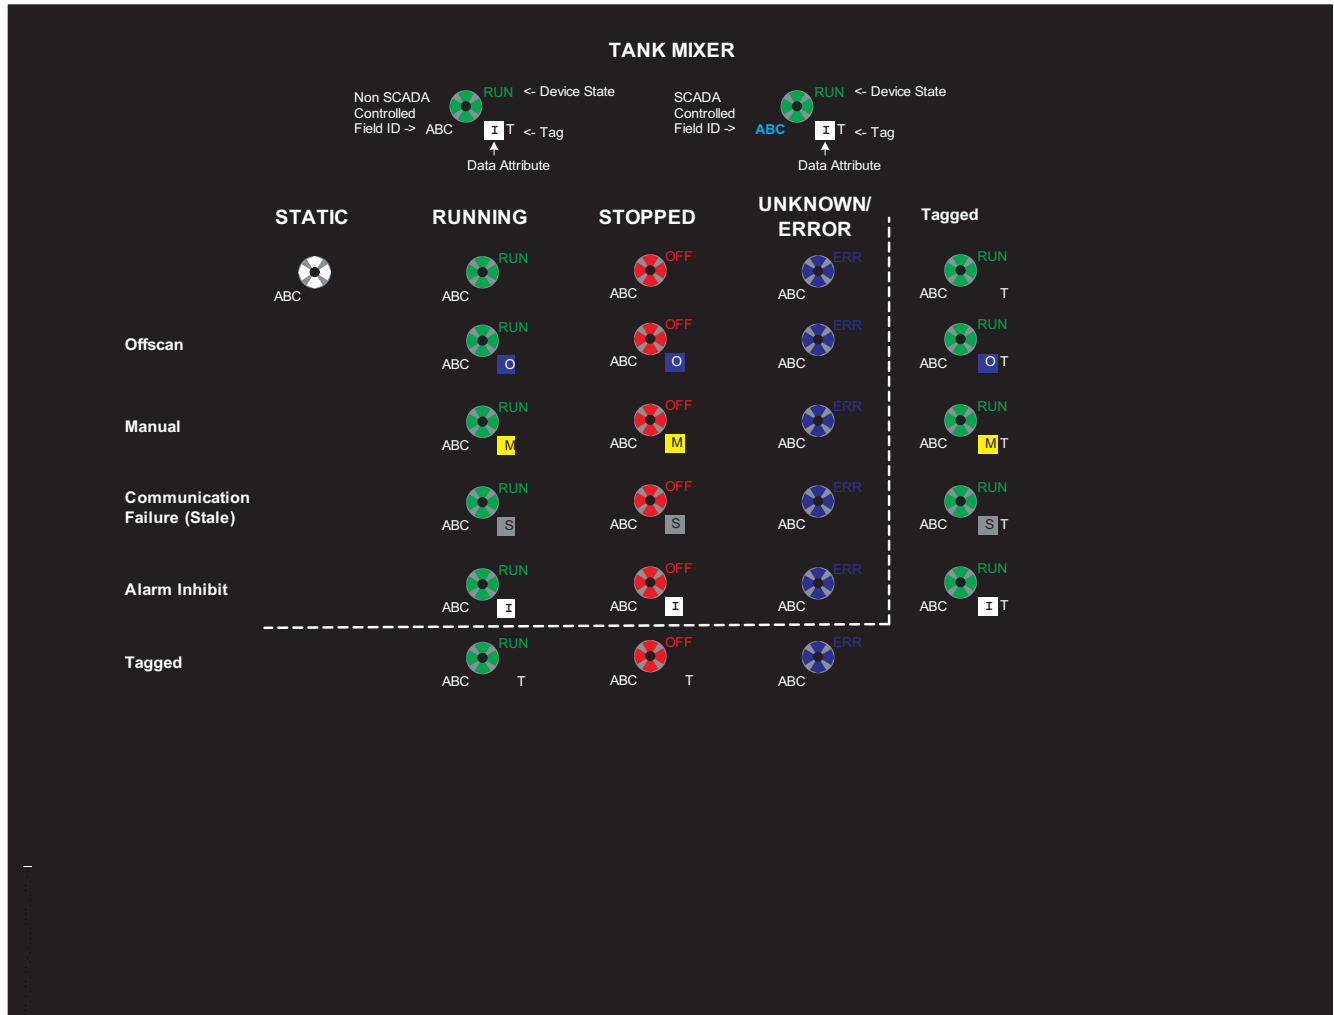 TANK MIXER
Non SCADA
Controlled
Field ID -> ABC
RUN <- Device State
I T <- Tag
Data Attribute
SCADA
Controlled
Field ID -> ABC
RUN <- Device State
I T <- Tag
Data Attribute
STATIC RUNNING STOPPED UNKNOWN/ Tagged
ERROR
RUN OFF ERR RUN
ABC ABC ABC ABC ABC T
RUN OFF ERR RUN
Offscan
ABC O ABC O ABC ABC O T
RUN OFF ERR RUN
Manual
ABC M ABC M ABC ABC M T
RUN OFF ERR RUN
Communication
Failure (Stale)
ABC S ABC S ABC ABC S T
RUN OFF ERR RUN
Alarm Inhibit
ABC I ABC I ABC ABC I T
RUN OFF ERR
Tagged
ABC T ABC T ABC